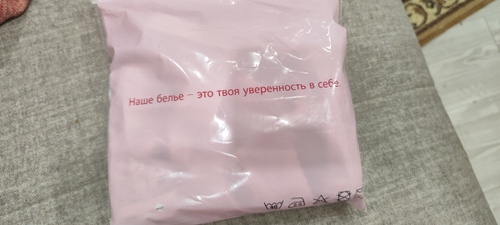 Наше белье – это твоя уверенность в себе.